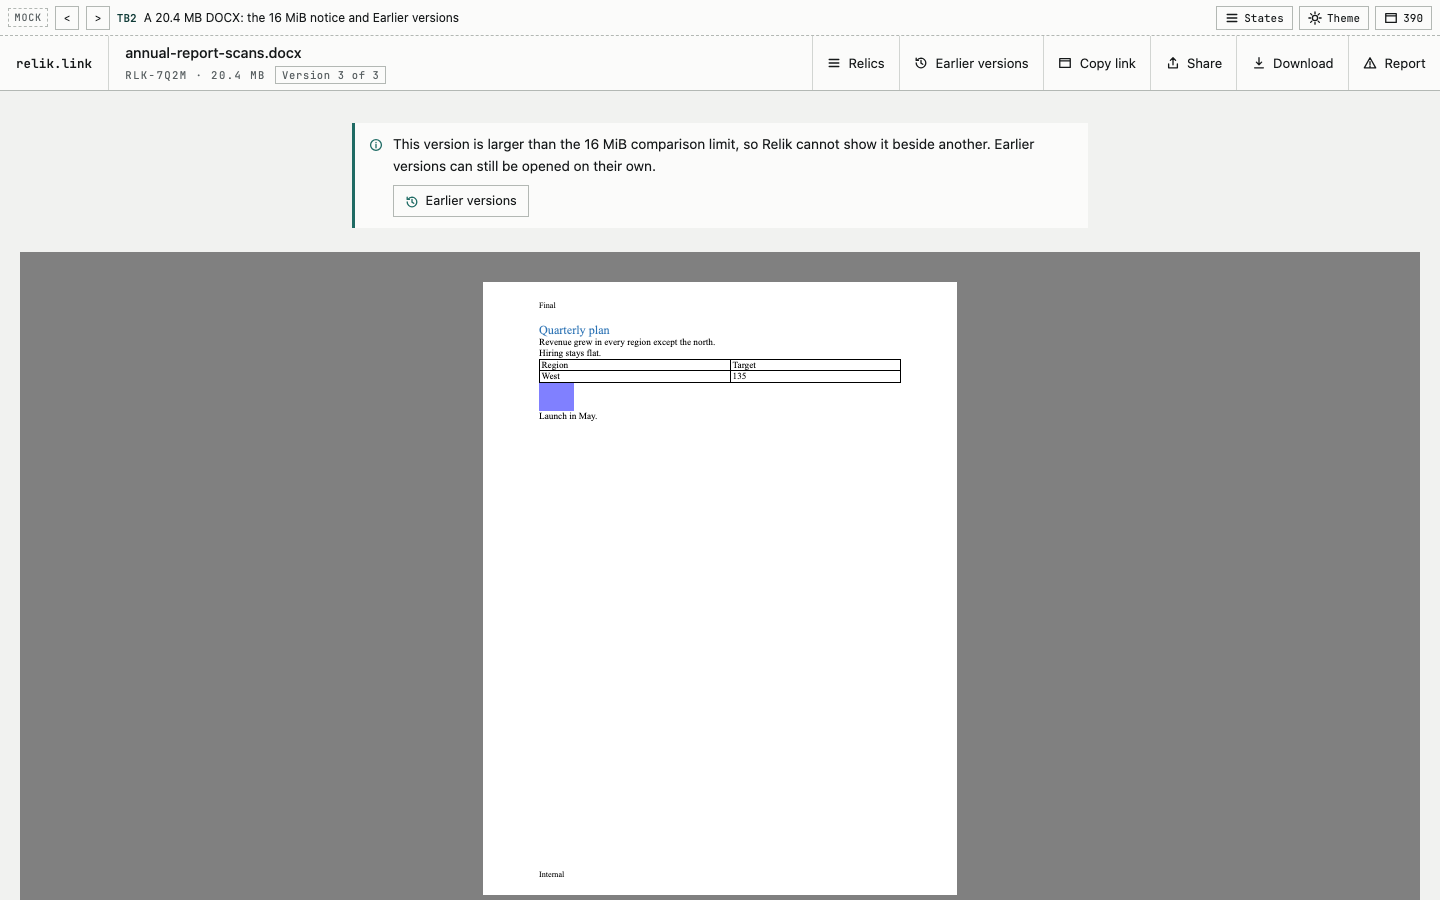 MOCK < > TB2 A 20.4 MB DOCX: the 16 MiB notice and Earlier versions States Theme 390
relik.link
annual-report-scans.docx
RLK-7Q2M · 20.4 MB Version 3 of 3
Relics Earlier versions Copy link Share Download Report
This version is larger than the 16 MiB comparison limit, so Relik cannot show it beside another. Earlier
versions can still be opened on their own.
Earlier versions
Final
Quarterly plan
Revenue grew in every region except the north.
Hiring stays flat.
Region Target
West 135
Launch in May.
Internal